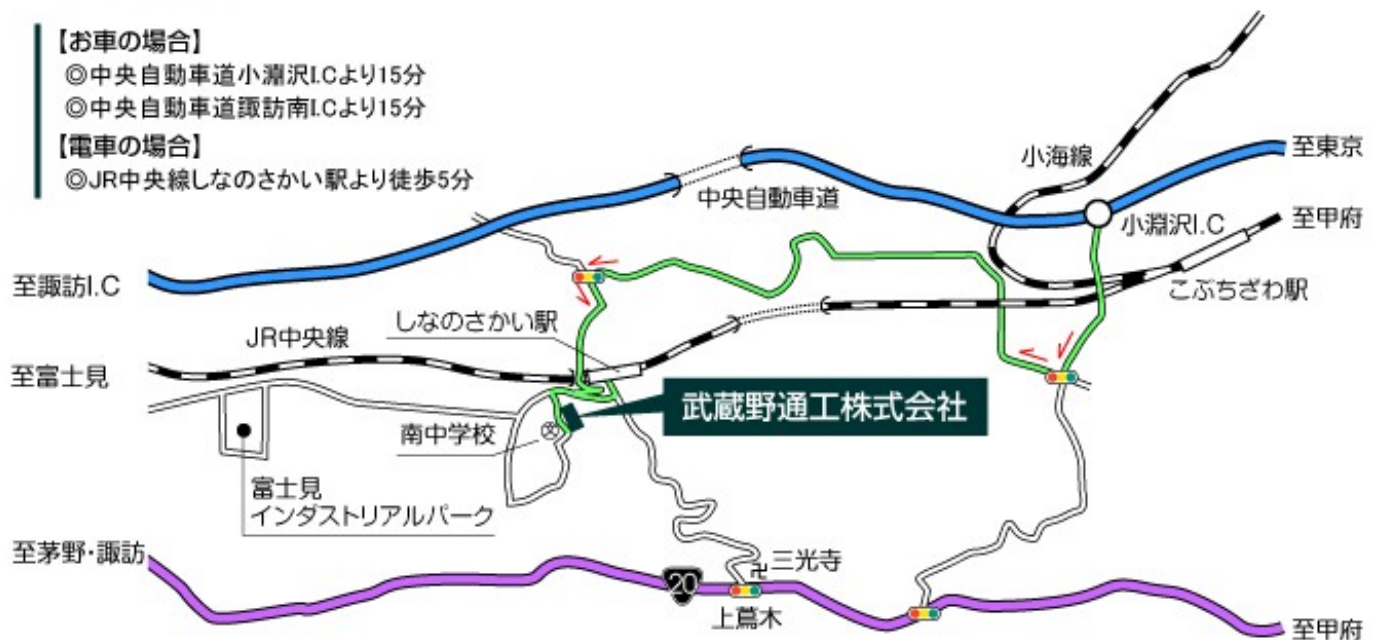 【お車の場合】
◎中央自動車道小淵沢I.Cより15分
◎中央自動車道諏訪南I.Cより15分
【電車の場合】
◎JR中央線しなのさかい駅より徒歩5分
小海線
至東京
中央自動車道
小淵沢I.C
至甲府
至諏訪I.C
こぶちざわ駅
しなのさかい駅
JR中央線
至富士見
武蔵野通工株式会社
南中学校
富士見
インダストリアルパーク
至茅野・諏訪
三光寺
20
上蔦木
至甲府